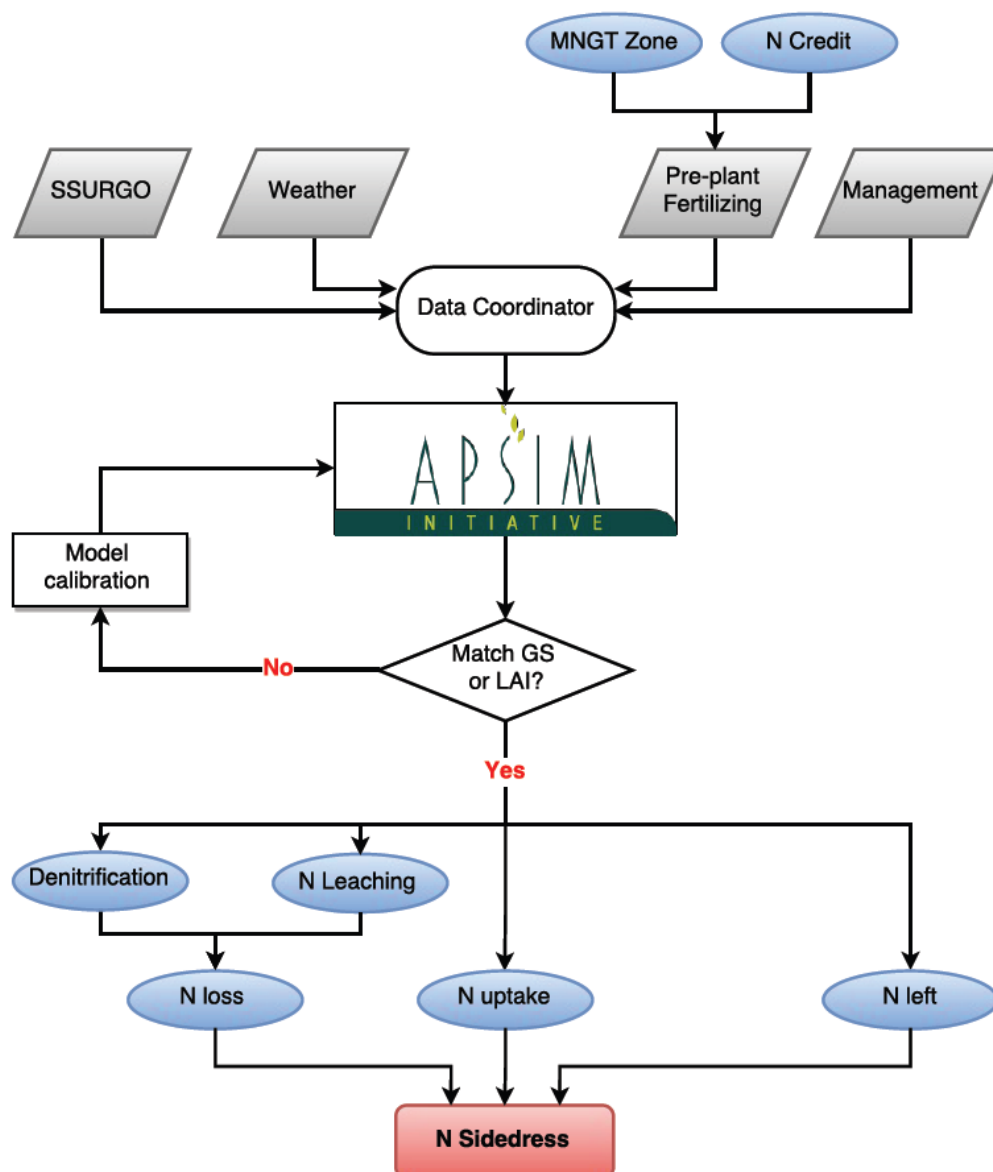 MNGT Zone
N Credit
SSURGO
Weather
Pre-plant
Fertilizing
Management
Data Coordinator
APSIM
INITIATIVE
Model
calibration
Match GS
or LAI?
No
Yes
Denitrification
N Leaching
N loss
N uptake
N left
N Sidedress